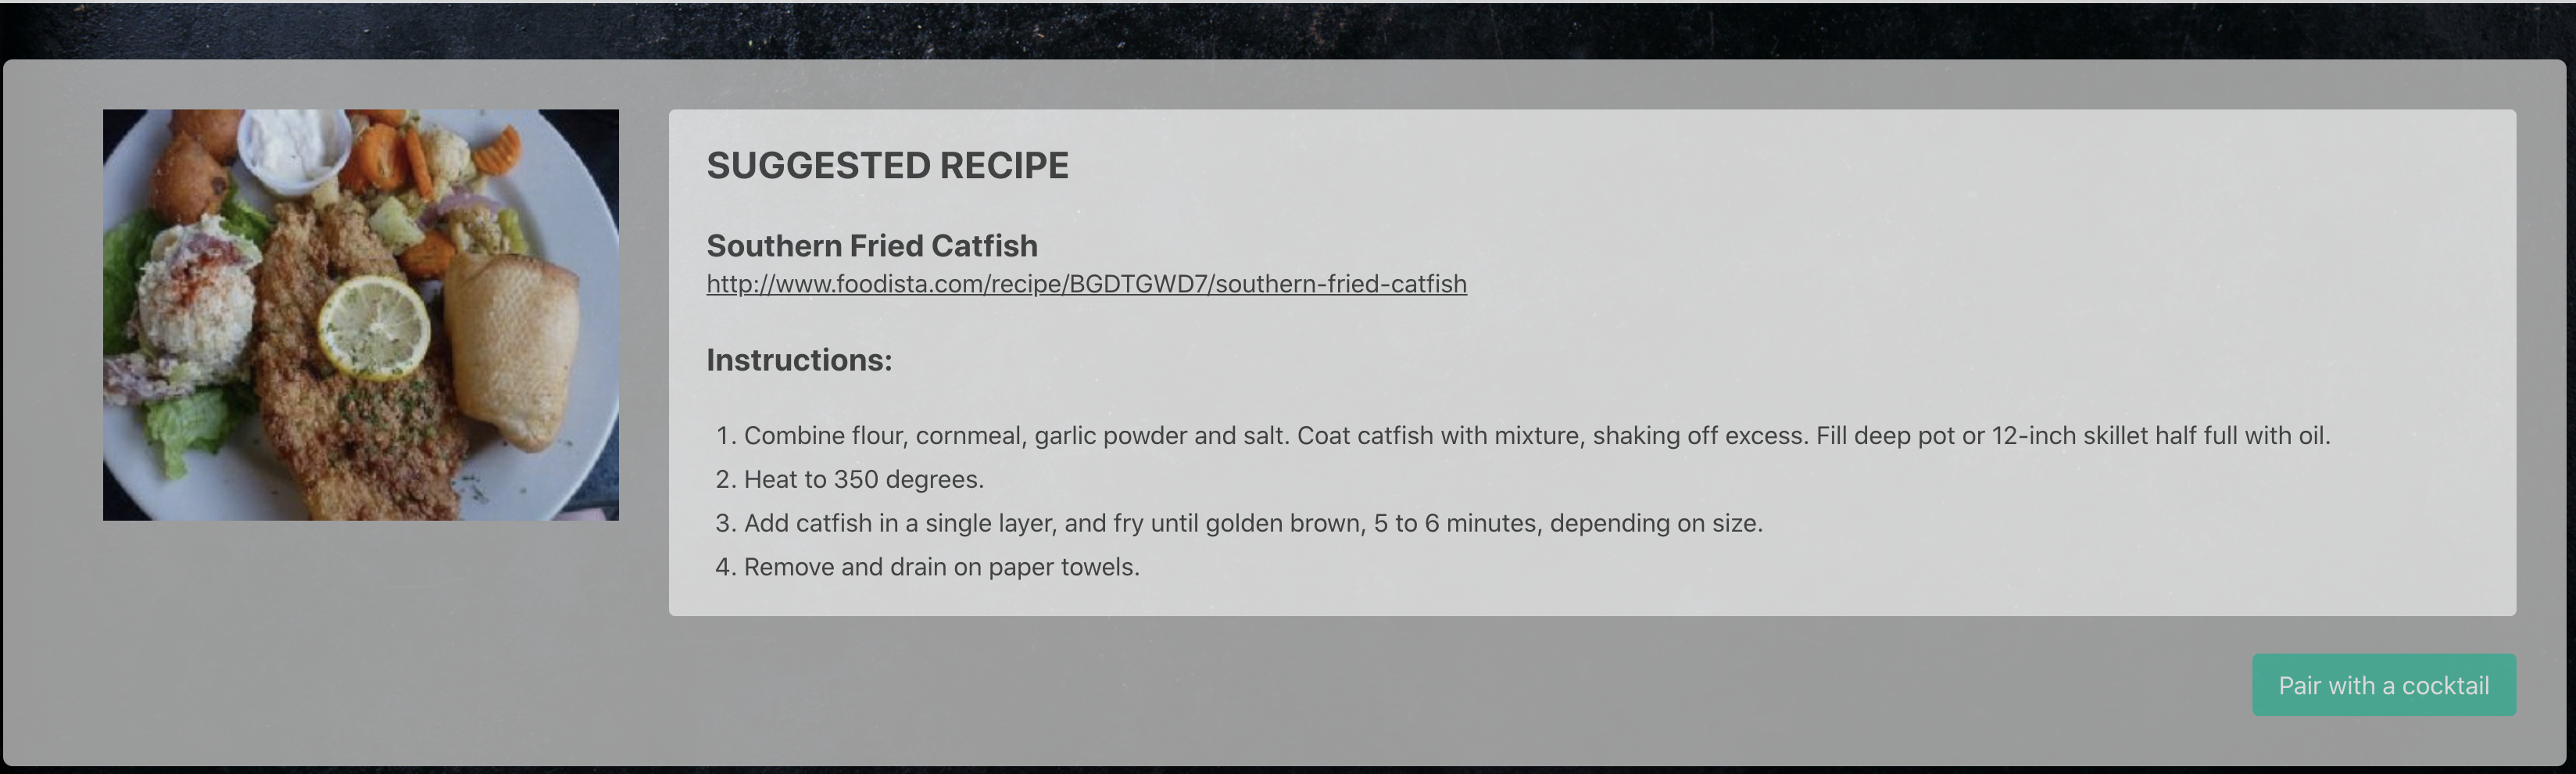 SUGGESTED RECIPE
Southern Fried Catfish
http://www.foodista.com/recipe/BGDTGWD7/southern-fried-catfish
Instructions:
1. Combine flour, cornmeal, garlic powder and salt. Coat catfish with mixture, shaking off excess. Fill deep pot or 12-inch skillet half full with oil.
2. Heat to 350 degrees.
3. Add catfish in a single layer, and fry until golden brown, 5 to 6 minutes, depending on size.
4. Remove and drain on paper towels.
Pair with a cocktail